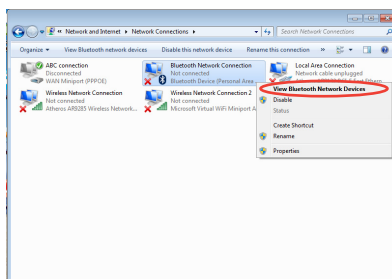 « Network and Internet ▸ Network Connections ▸
Search Network Connections
Organize ▾ View Bluetooth network devices Disable this network device Rename this connection »
ABC connection
Disconnected
WAN Miniport (PPPOE)
Bluetooth Network Connection
Not connected
Bluetooth Device (Personal Area...
Local Area Connection
Network cable unplugged
Wireless Network Connection
Not connected
Atheros AR9285 Wireless Network...
Wireless Network Connection 2
Not connected
Microsoft Virtual WiFi Miniport A
View Bluetooth Network Devices
Disable
Status
Create Shortcut
Rename
Properties